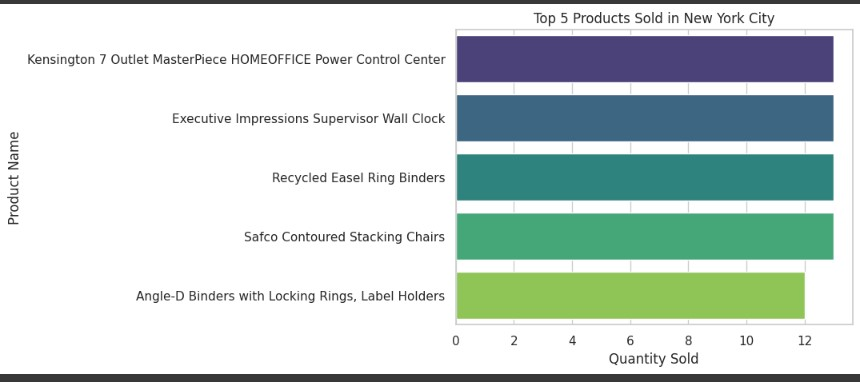 Top 5 Products Sold in New York City
Product Name
Kensington 7 Outlet MasterPiece HOMEOFFICE Power Control Center
Executive Impressions Supervisor Wall Clock
Recycled Easel Ring Binders
Safco Contoured Stacking Chairs
Angle-D Binders with Locking Rings, Label Holders
0 2 4 6 8 10 12
Quantity Sold